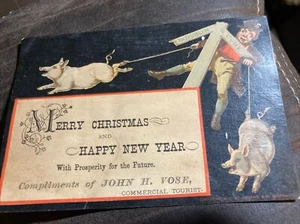 MERRY CHRISTMAS
AND
HAPPY NEW YEAR
With Prosperity for the Future.
Compliments of JOHN H. VOSE,
COMMERCIAL TOURIST.